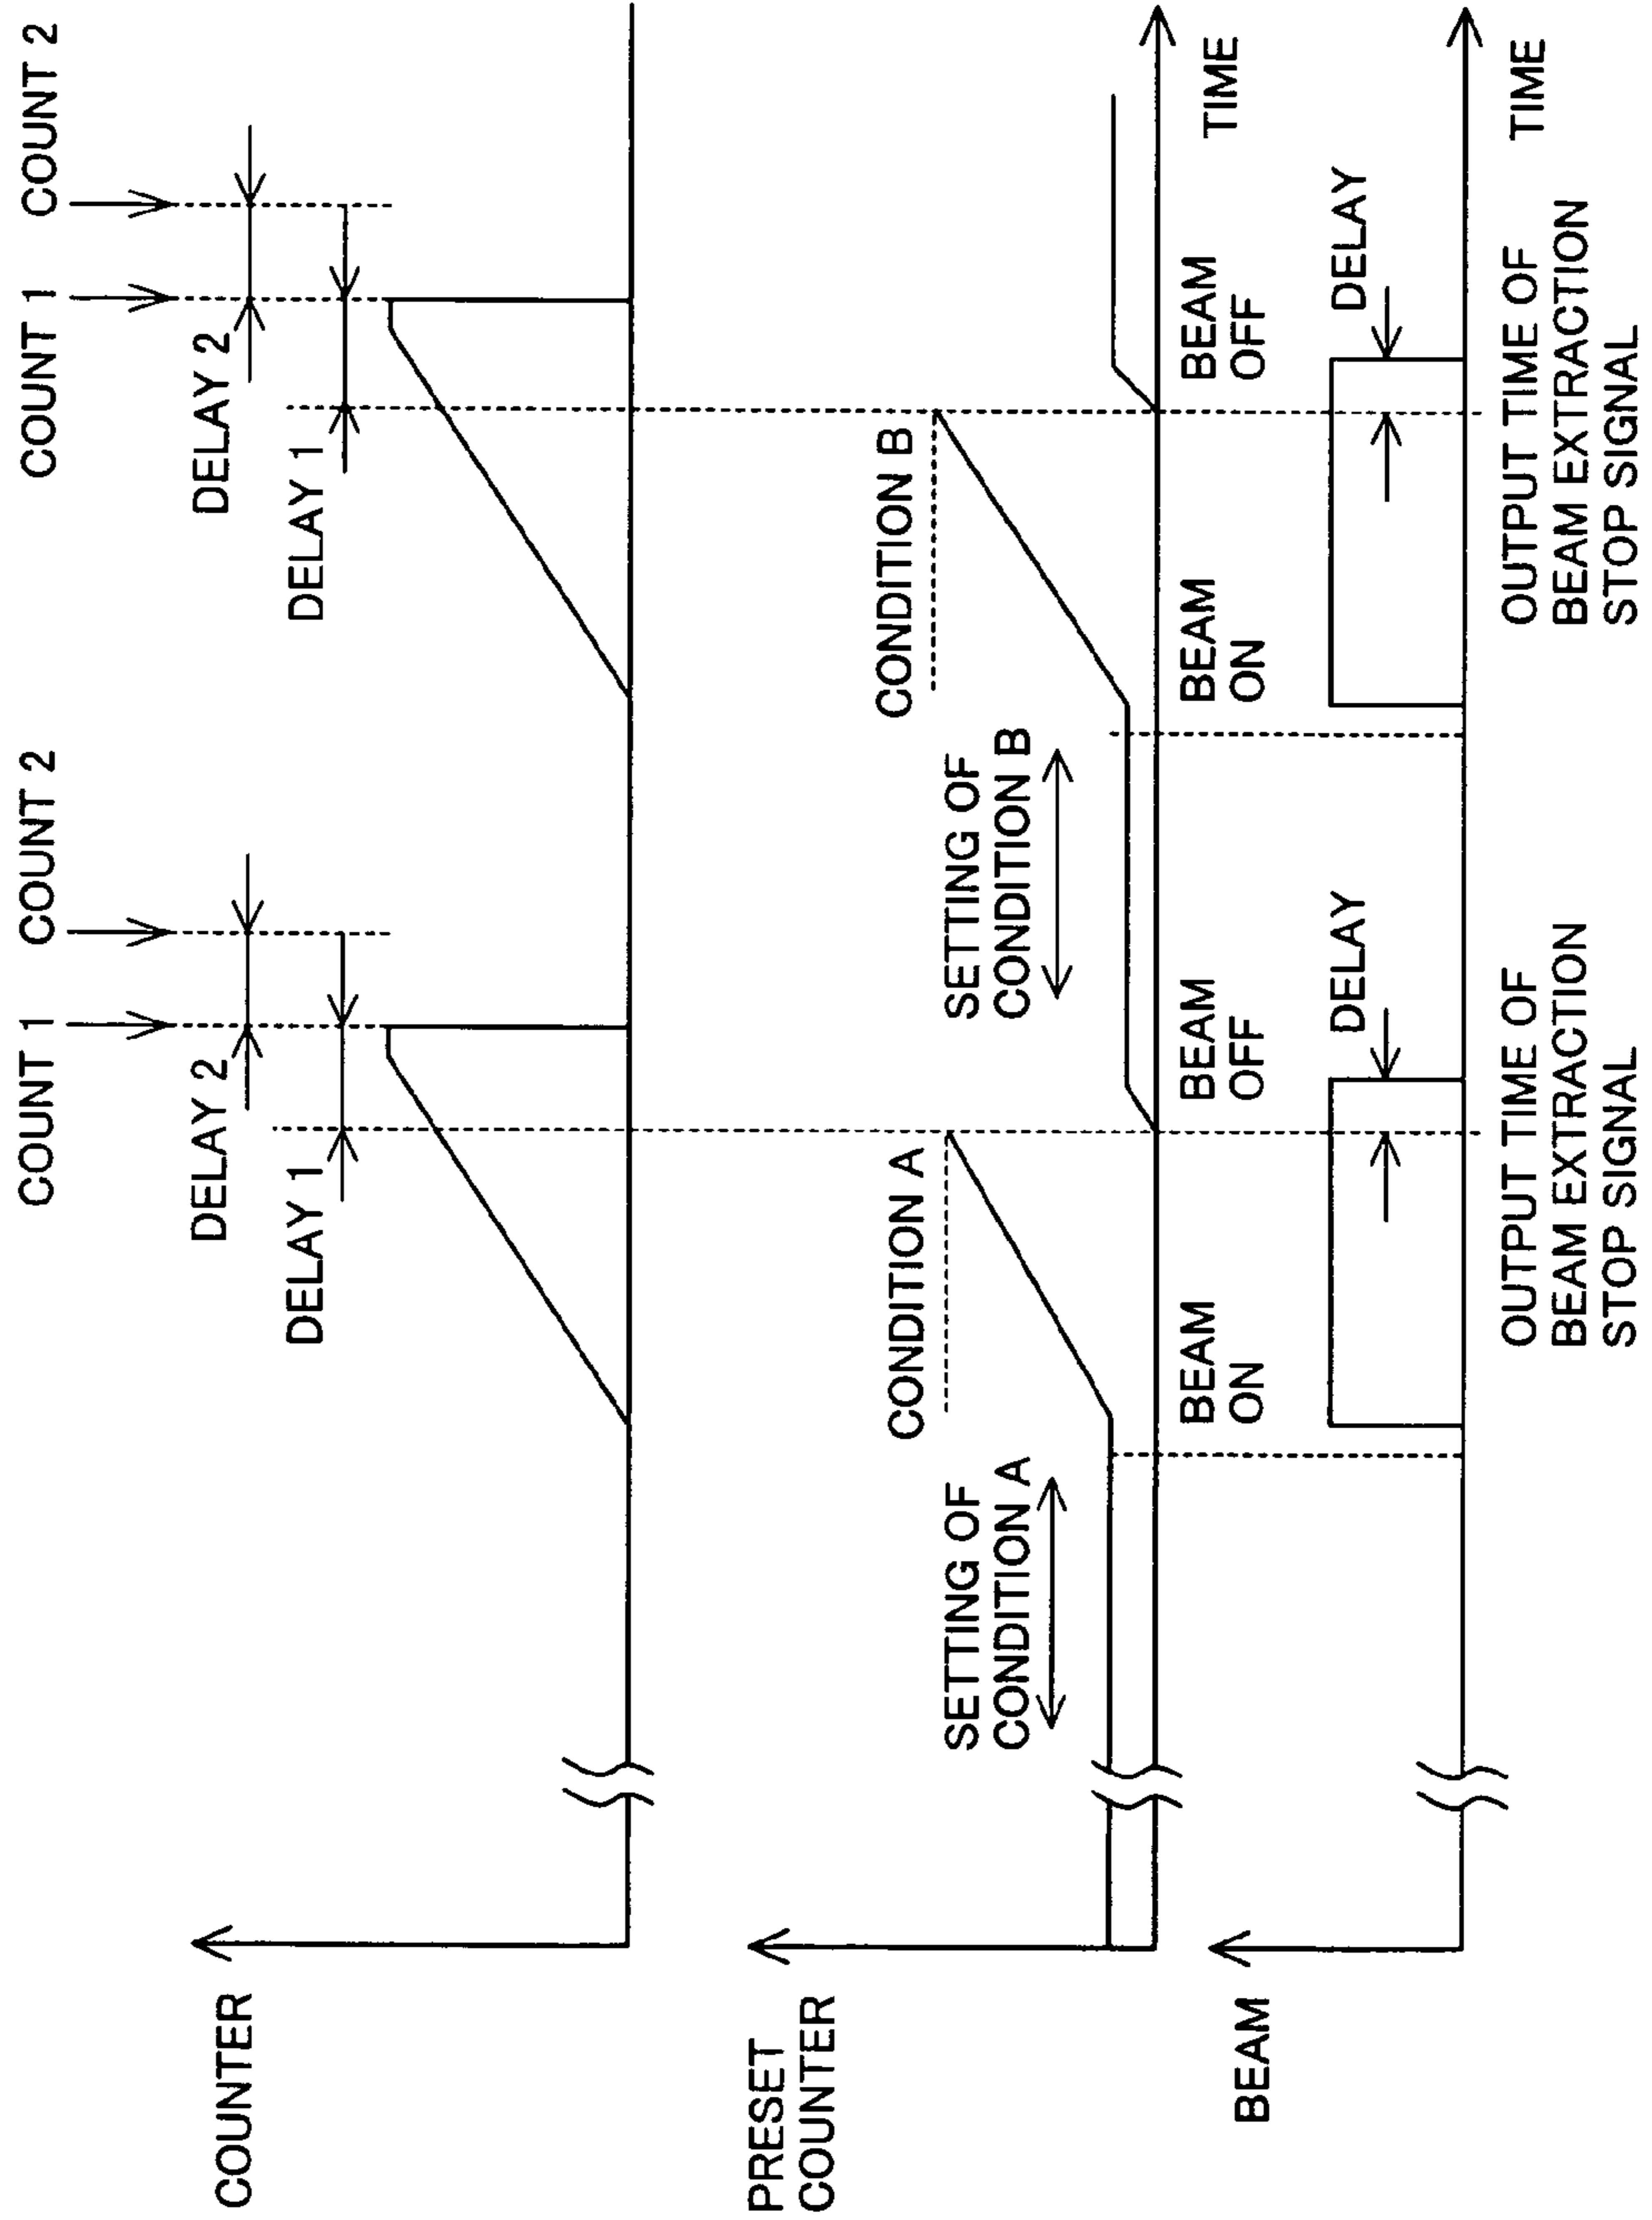 COUNT 1
COUNT 2
COUNT 1
COUNT 2
DELAY 2
DELAY 2
DELAY 1
DELAY 1
COUNTER
CONDITION A
CONDITION B
SETTING OF
CONDITION A
SETTING OF
CONDITION B
PRESET
COUNTER
BEAM
ON
BEAM
OFF
BEAM
ON
BEAM
OFF
TIME
DELAY
DELAY
BEAM
OUTPUT TIME OF
BEAM EXTRACTION
STOP SIGNAL
OUTPUT TIME OF
BEAM EXTRACTION
STOP SIGNAL
TIME